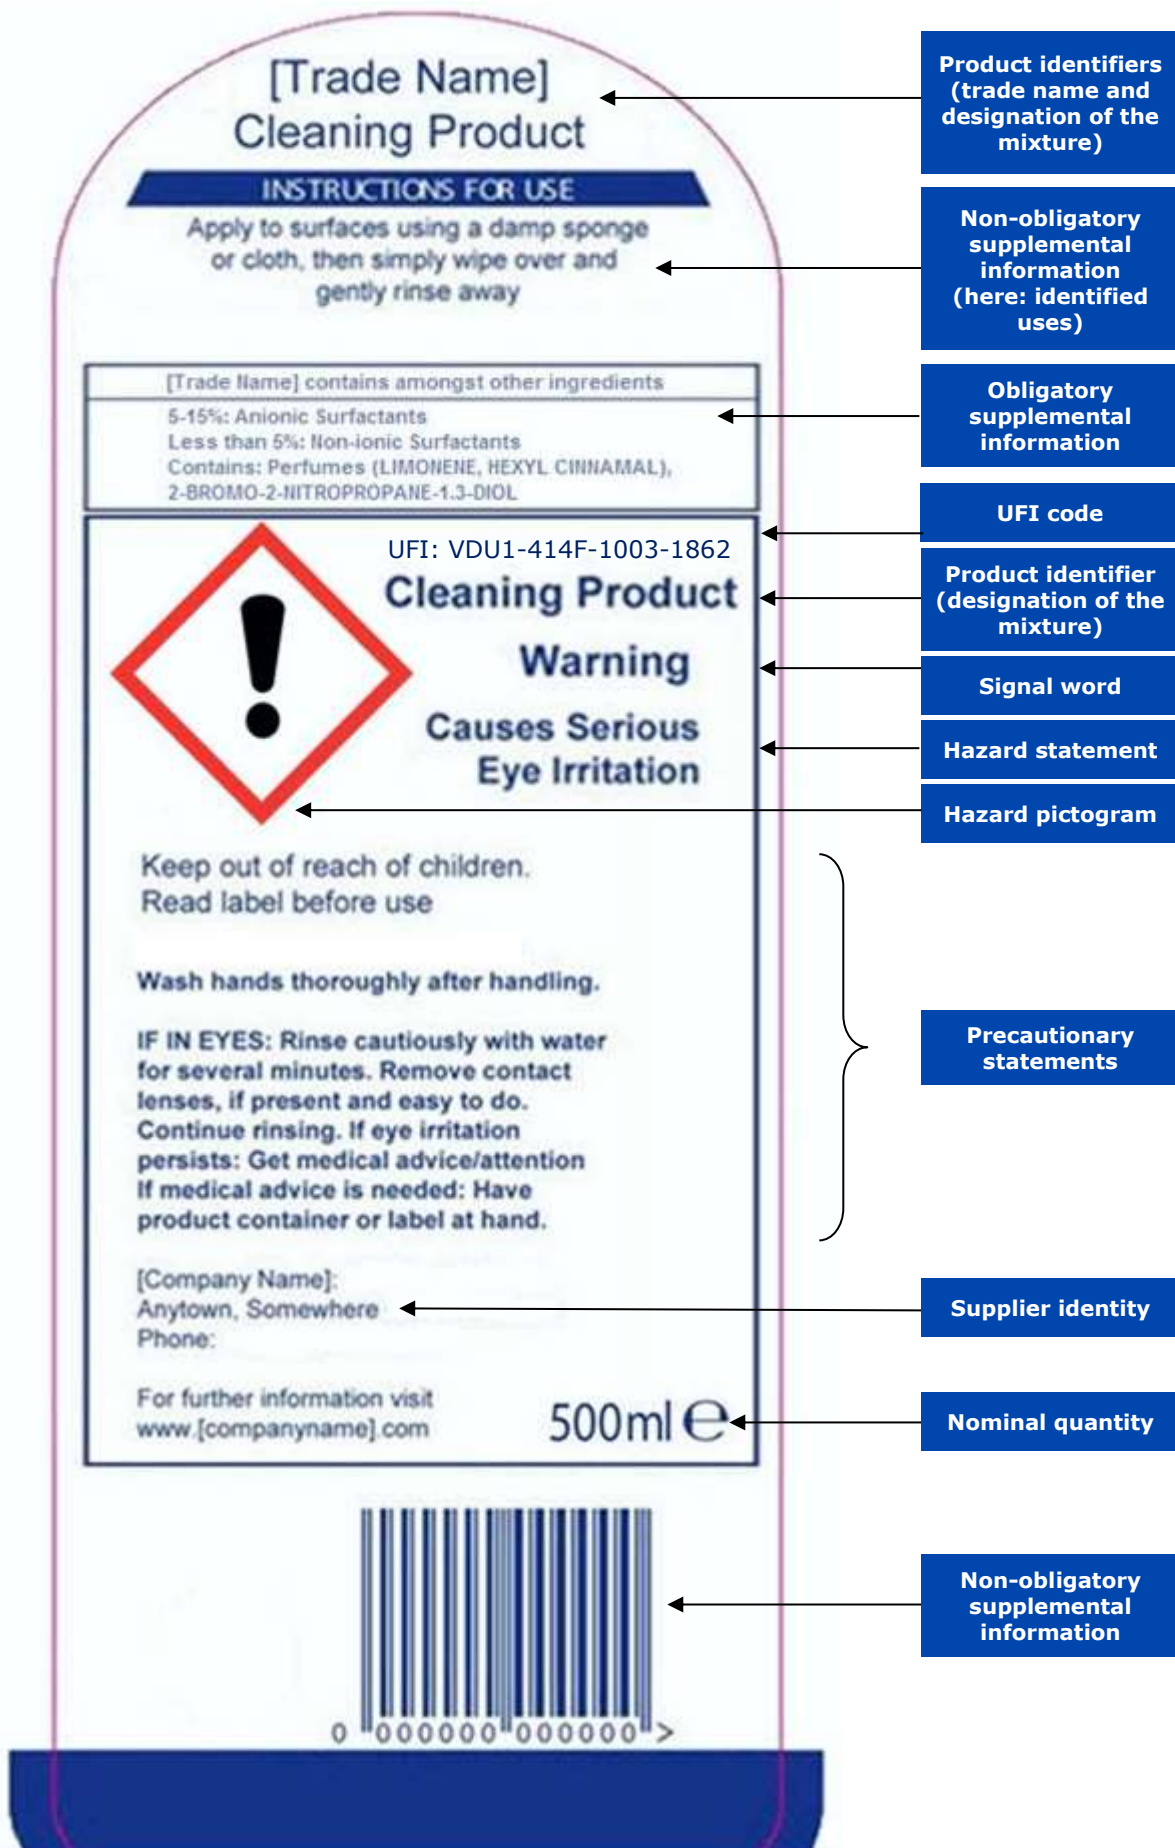 [Trade Name]
Cleaning Product
INSTRUCTIONS FOR USE
Apply to surfaces using a damp sponge
or cloth, then simply wipe over and
gently rinse away
[Trade Name] contains amongst other ingredients
5-15%: Anionic Surfactants
Less than 5%: Non-ionic Surfactants
Contains: Perfumes (LIMONENE, HEXYL CINNAMAL),
2-BROMO-2-NITROPROPANE-1.3-DIOL
UFI: VDU1-414F-1003-1862
Cleaning Product
Warning
Causes Serious
Eye Irritation
Keep out of reach of children.
Read label before use
Wash hands thoroughly after handling.
IF IN EYES: Rinse cautiously with water
for several minutes. Remove contact
lenses, if present and easy to do.
Continue rinsing. If eye irritation
persists: Get medical advice/attention
If medical advice is needed: Have
product container or label at hand.
[Company Name]:
Anytown, Somewhere
Phone:
For further information visit
www.[companyname].com
500ml ℮
0 000000 000000 >
Product identifiers
(trade name and
designation of the
mixture)
Non-obligatory
supplemental
information
(here: identified
uses)
Obligatory
supplemental
information
UFI code
Product identifier
(designation of the
mixture)
Signal word
Hazard statement
Hazard pictogram
Precautionary
statements
Supplier identity
Nominal quantity
Non-obligatory
supplemental
information